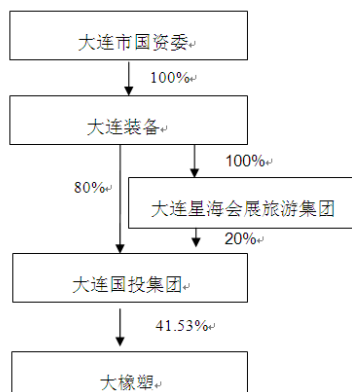 大连市国资委
100%
大连装备
100%
80%
大连星海会展旅游集团
20%
大连国投集团
41.53%
大橡塑